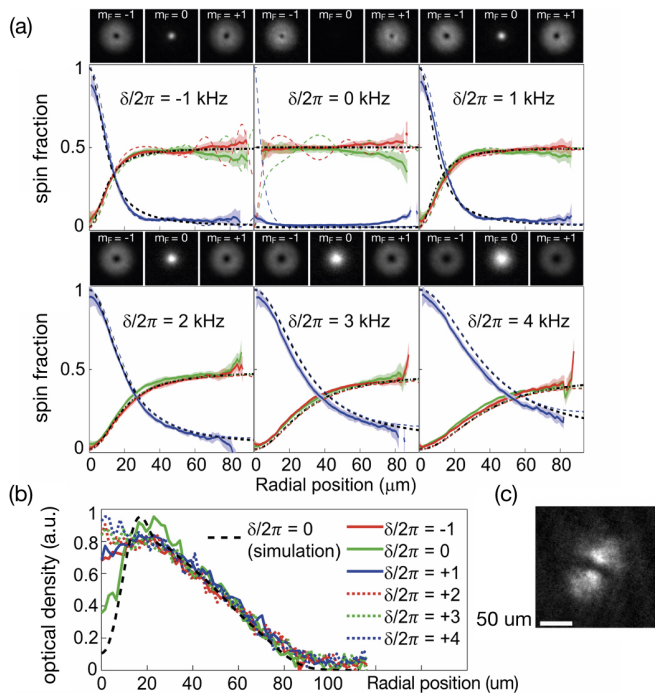 (a)
m_F = -1 m_F = 0 m_F = +1 m_F = -1 m_F = 0 m_F = +1 m_F = -1 m_F = 0 m_F = +1
1
0.5
0
spin fraction
δ/2π = -1 kHz
δ/2π = 0 kHz
δ/2π = 1 kHz
m_F = -1 m_F = 0 m_F = +1 m_F = -1 m_F = 0 m_F = +1 m_F = -1 m_F = 0 m_F = +1
1
0.5
0
spin fraction
δ/2π = 2 kHz
δ/2π = 3 kHz
δ/2π = 4 kHz
0 20 40 60 80 0 20 40 60 80 0 20 40 60 80
Radial position (μm)
(b)
optical density (a.u.)
1
0.8
0.6
0.4
0.2
0
δ/2π = 0
(simulation)
δ/2π = -1
δ/2π = 0
δ/2π = +1
δ/2π = +2
δ/2π = +3
δ/2π = +4
0 20 40 60 80 100 Radial position (um)
(c)
50 um